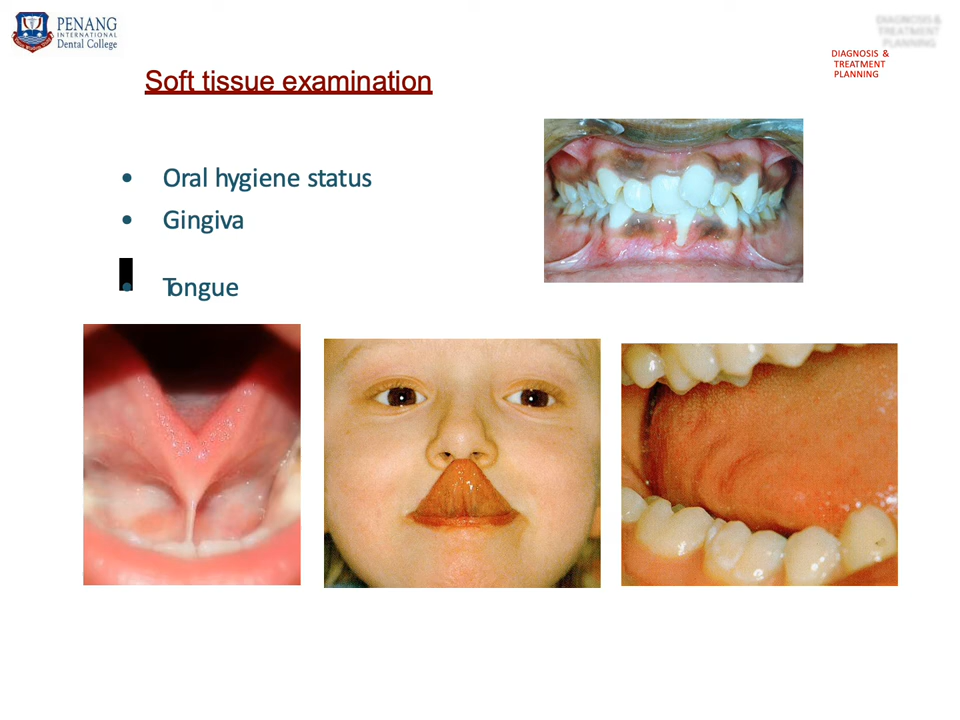 PENANG
INTERNATIONAL
Dental College
DIAGNOSIS &
TREATMENT
PLANNING
DIAGNOSIS &
TREATMENT
PLANNING
Soft tissue examination
• Oral hygiene status
• Gingiva
• Tongue